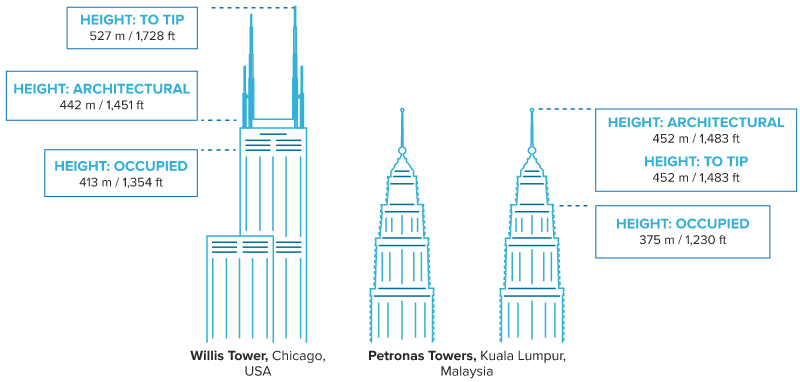 HEIGHT: TO TIP
527 m / 1,728 ft
HEIGHT: ARCHITECTURAL
442 m / 1,451 ft
HEIGHT: OCCUPIED
413 m / 1,354 ft
Willis Tower, Chicago,
USA
HEIGHT: ARCHITECTURAL
452 m / 1,483 ft
HEIGHT: TO TIP
452 m / 1,483 ft
HEIGHT: OCCUPIED
375 m / 1,230 ft
Petronas Towers, Kuala Lumpur,
Malaysia